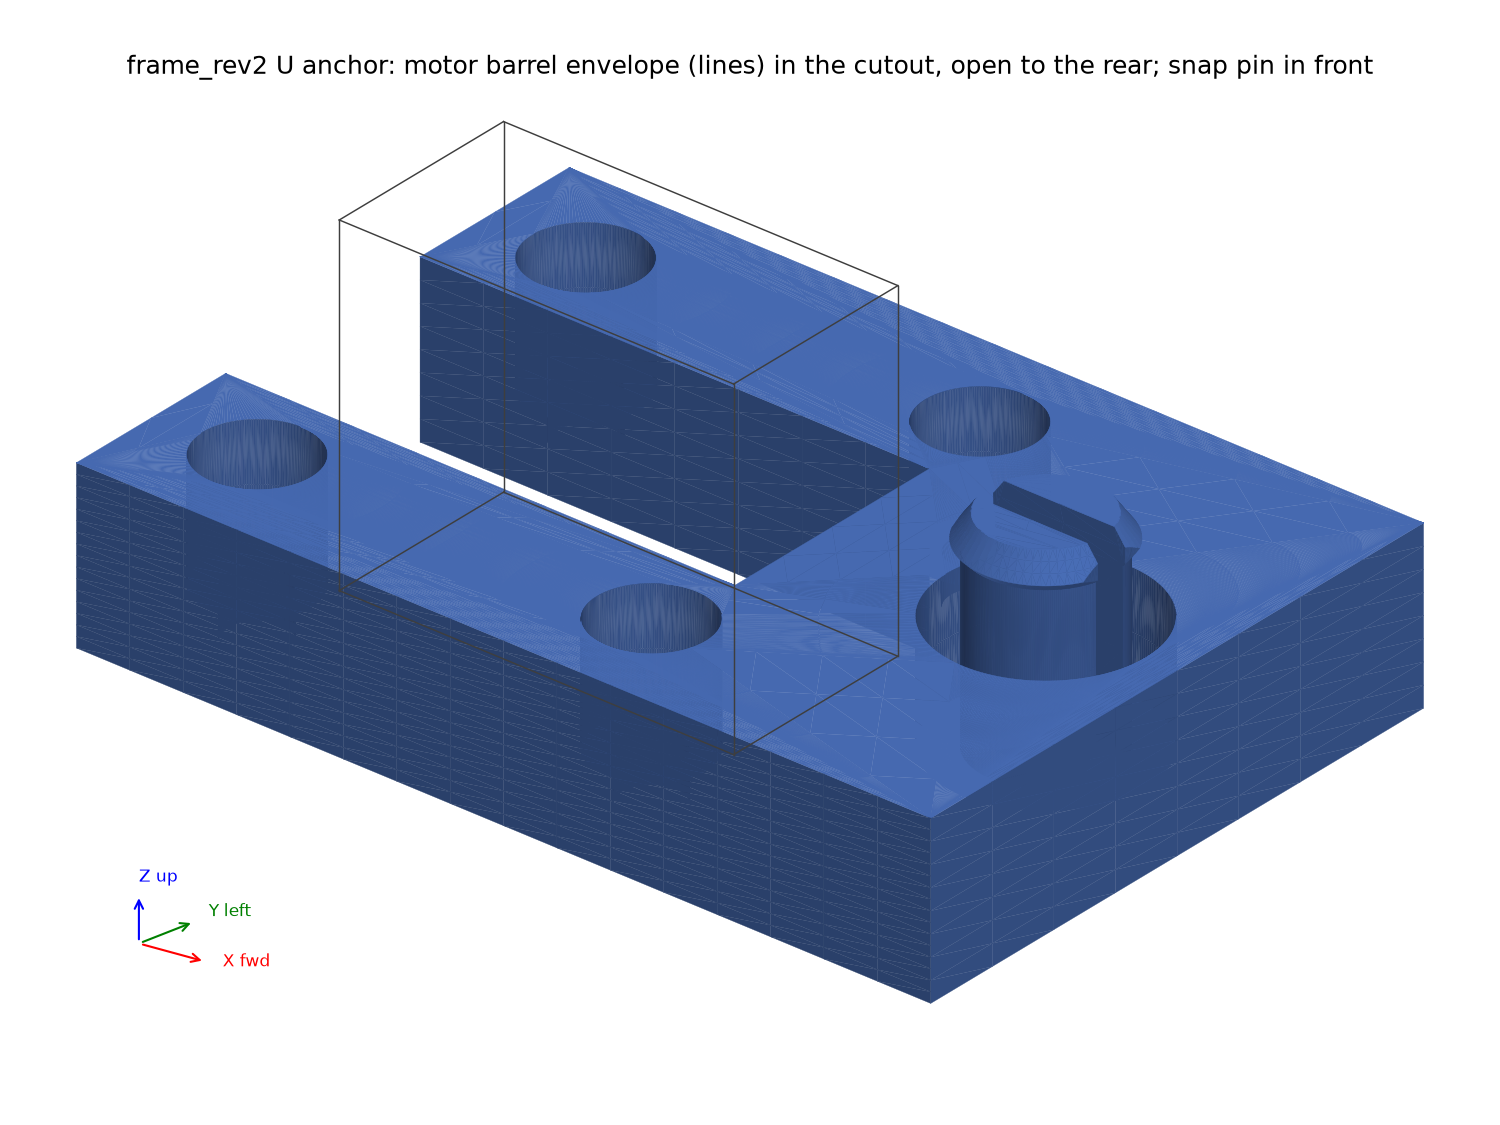 frame_rev2 U anchor: motor barrel envelope (lines) in the cutout, open to the rear; snap pin in front
Z up
Y left
X fwd